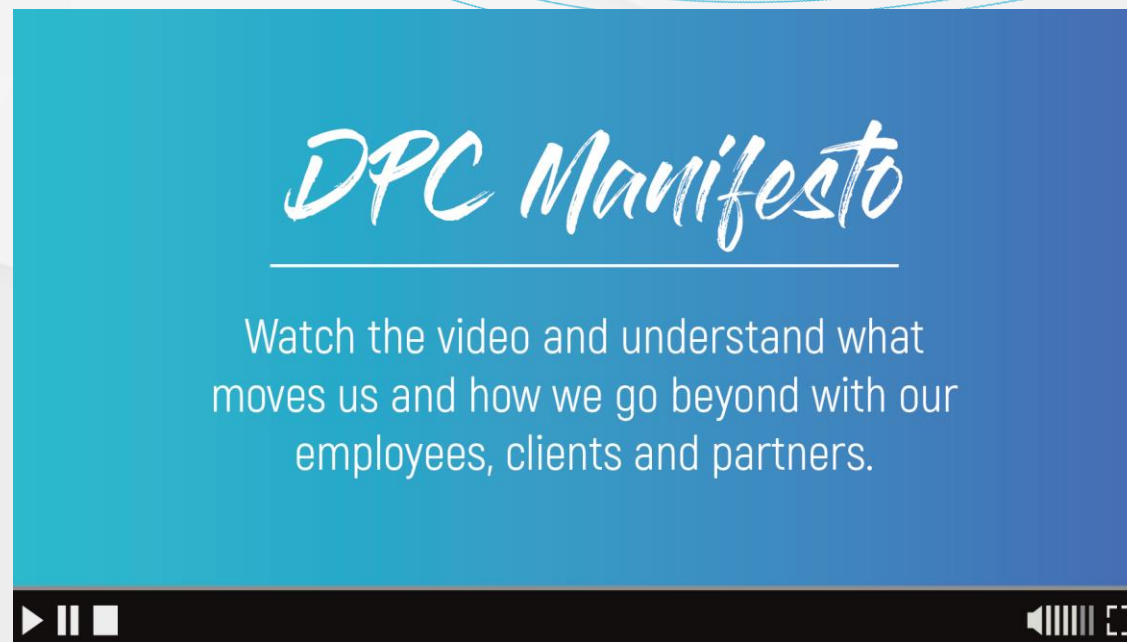 DPC Manifesto
Watch the video and understand what
moves us and how we go beyond with our
employees, clients and partners.